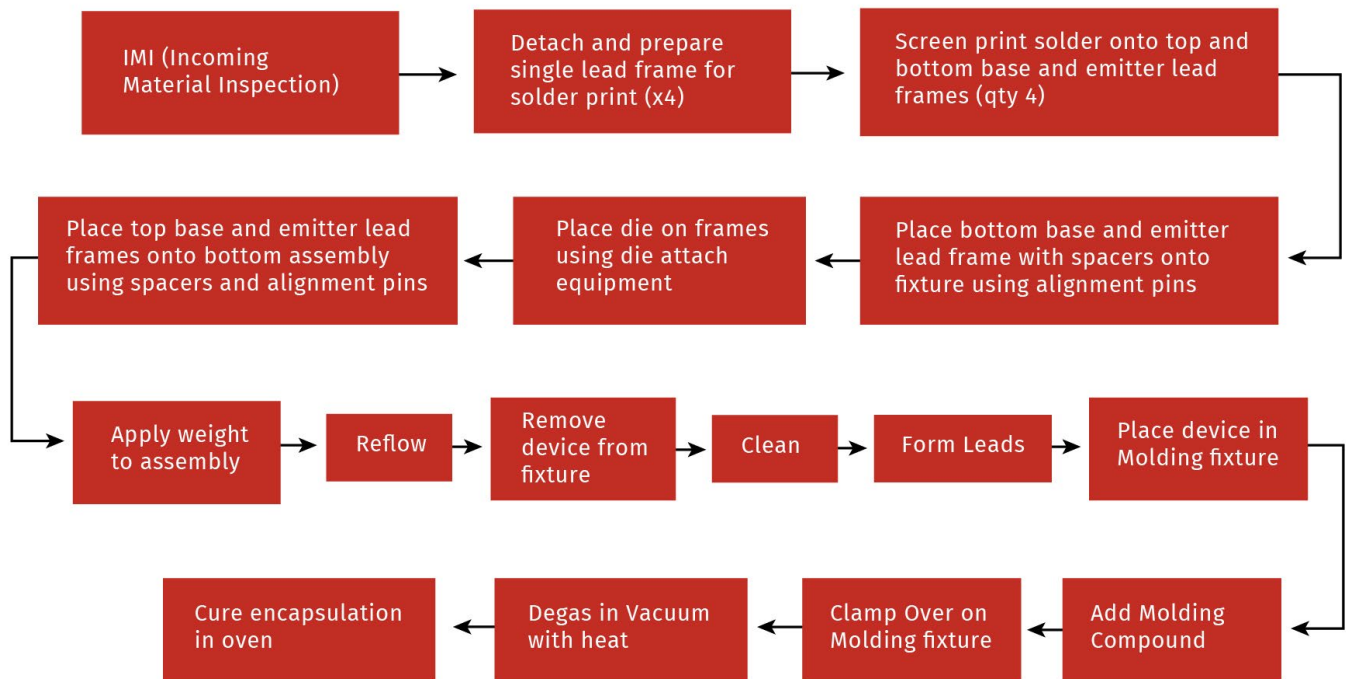 IMI (Incoming
Material Inspection)
Detach and prepare
single lead frame for
solder print (x4)
Screen print solder onto top and
bottom base and emitter lead
frames (qty 4)
Place bottom base and emitter
lead frame with spacers onto
fixture using alignment pins
Place die on frames
using die attach
equipment
Place top base and emitter lead
frames onto bottom assembly
using spacers and alignment pins
Apply weight
to assembly
Reflow
Remove
device from
fixture
Clean
Form Leads
Place device in
Molding fixture
Add Molding
Compound
Clamp Over on
Molding fixture
Degas in Vacuum
with heat
Cure encapsulation
in oven